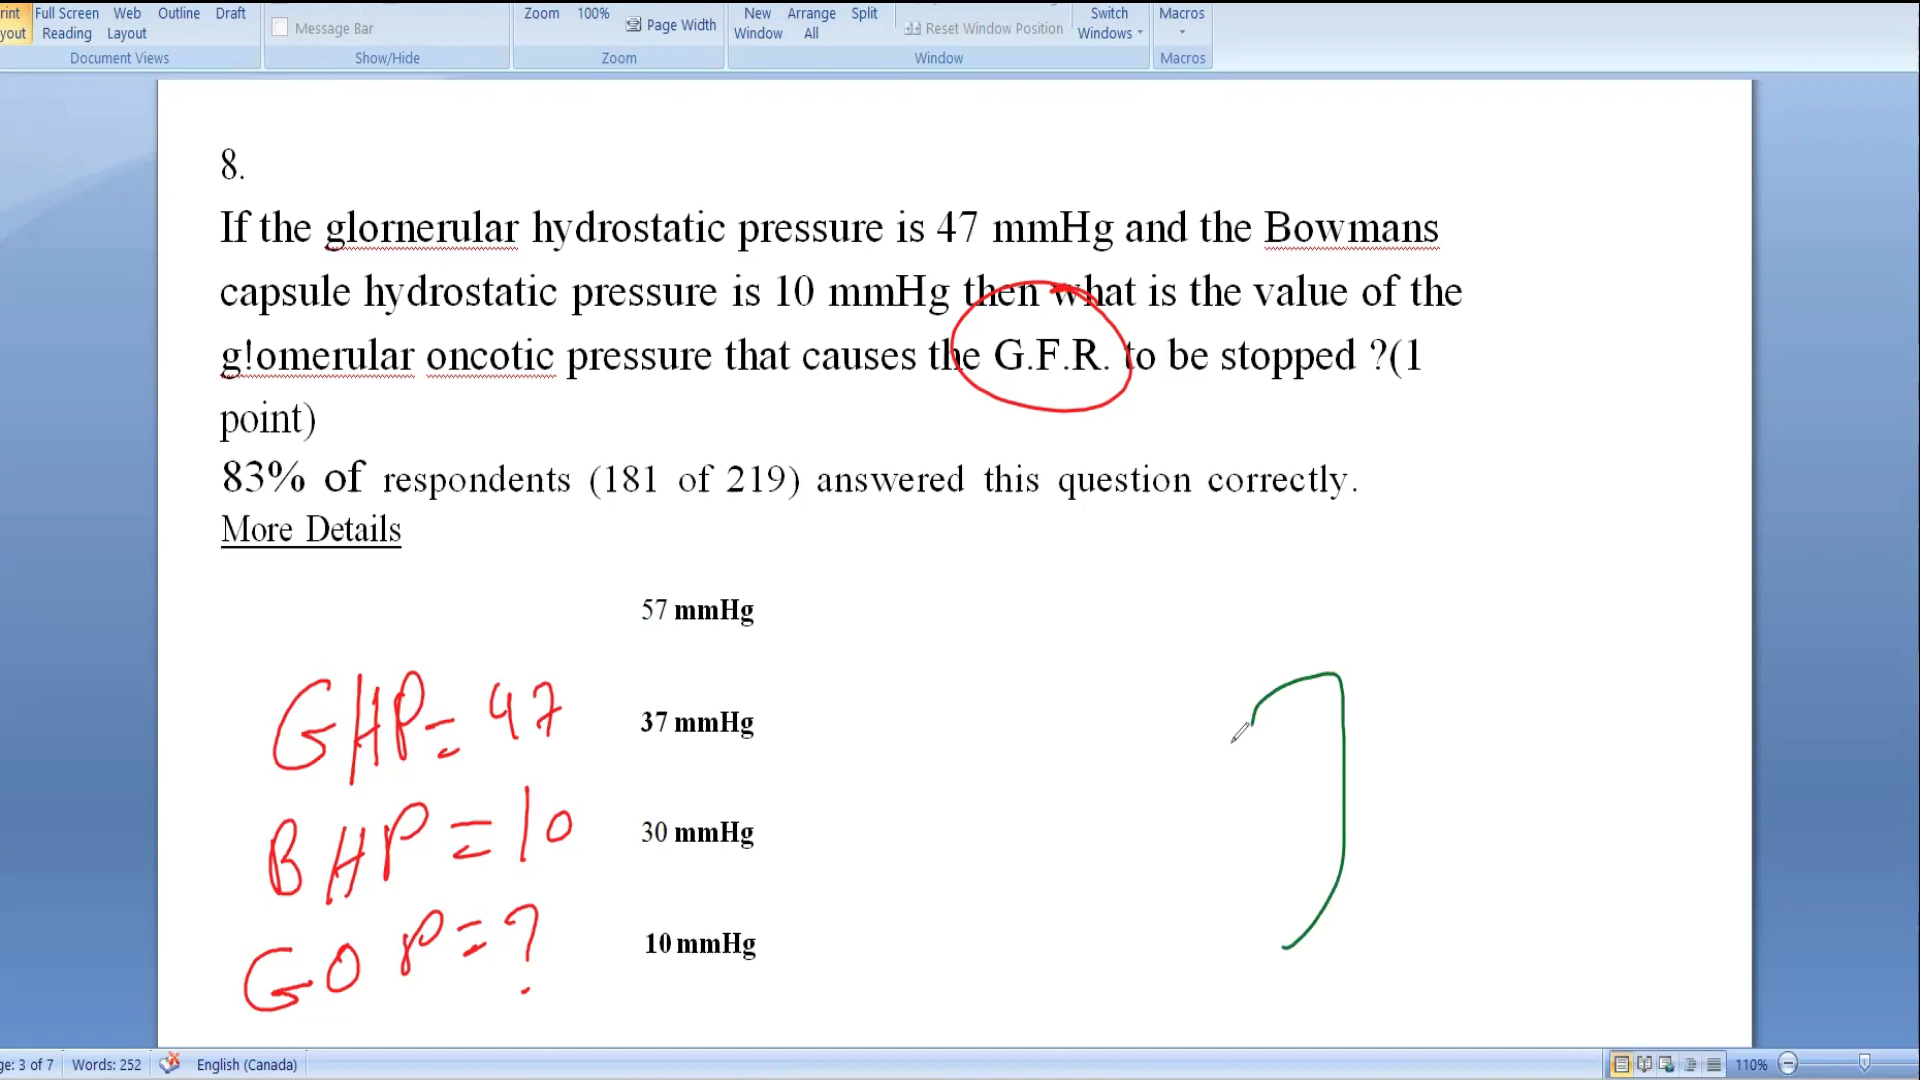 rint Full Screen Web Outline Draft
yout Reading Layout
Message Bar
Zoom 100% Page Width
New Arrange Split
Window All
Reset Window Position
Switch
Windows
Macros
Document Views Show/Hide Zoom Window Macros
8.
If the glornerular hydrostatic pressure is 47 mmHg and the Bowmans
capsule hydrostatic pressure is 10 mmHg then what is the value of the
g!omerular oncotic pressure that causes the G.F.R. to be stopped ?(1
point)
83% of respondents (181 of 219) answered this question correctly.
More Details
57 mmHg
37 mmHg
30 mmHg
10 mmHg
GHP= 47
BHP =10
GOP=?
ge: 3 of 7 Words: 252 English (Canada) 110%